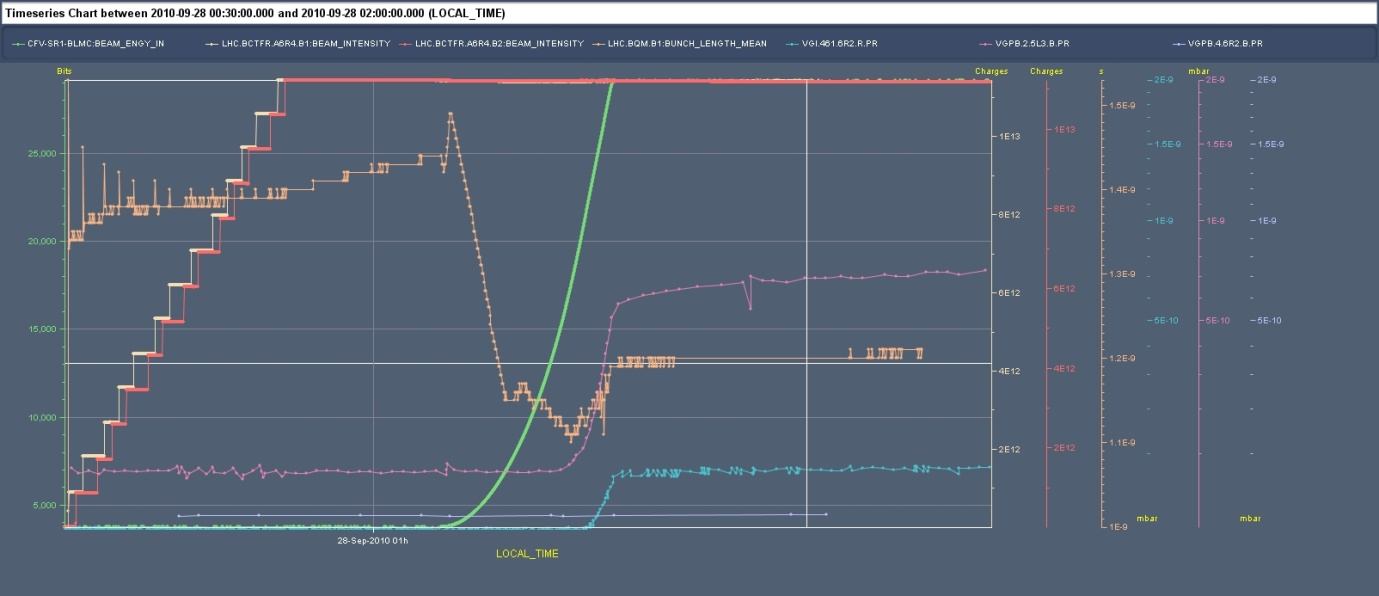 Timeseries Chart between 2010-09-28 00:30:00.000 and 2010-09-28 02:00:00.000 (LOCAL_TIME)
CFV-SR1-BLMC:BEAM_ENGY_IN LHC.BCTFR.A6R4.B1:BEAM_INTENSITY LHC.BCTFR.A6R4.B2:BEAM_INTENSITY LHC.BQM.B1:BUNCH_LENGTH_MEAN VGI.461.6R2.R.PR VGPB.2.5L3.B.PR VGPB.4.6R2.B.PR
Bits Charges Charges s mbar
2E-9 2E-9 2E-9
1.5E-9
1E13 1E13
25,000 1.5E-9 1.5E-9 1.5E-9
1.4E-9
8E12 8E12
1E-9 1E-9 1E-9
20,000
1.3E-9
6E12 6E12
5E-10 5E-10 5E-10
15,000
1.2E-9
4E12 4E12
10,000
1.1E-9
2E12 2E12
5,000
mbar mbar
1E-9
28-Sep-2010 01h
LOCAL_TIME